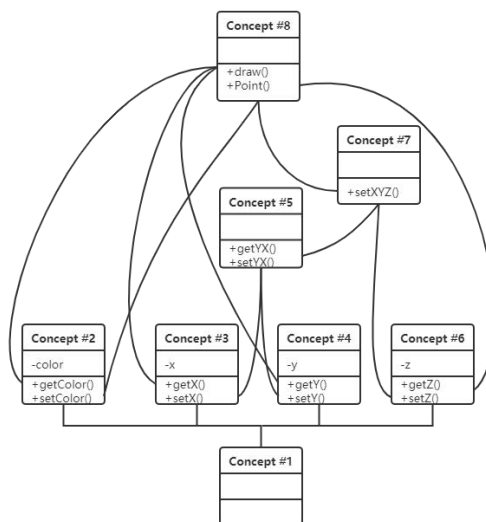 Concept #8
+draw()
+Point()
Concept #7
+setXYZ()
Concept #5
+getYX()
+setYX()
Concept #2
-color
+getColor()
+setColor()
Concept #3
-x
+getX()
+setX()
Concept #4
-y
+getY()
+setY()
Concept #6
-z
+getZ()
+setZ()
Concept #1